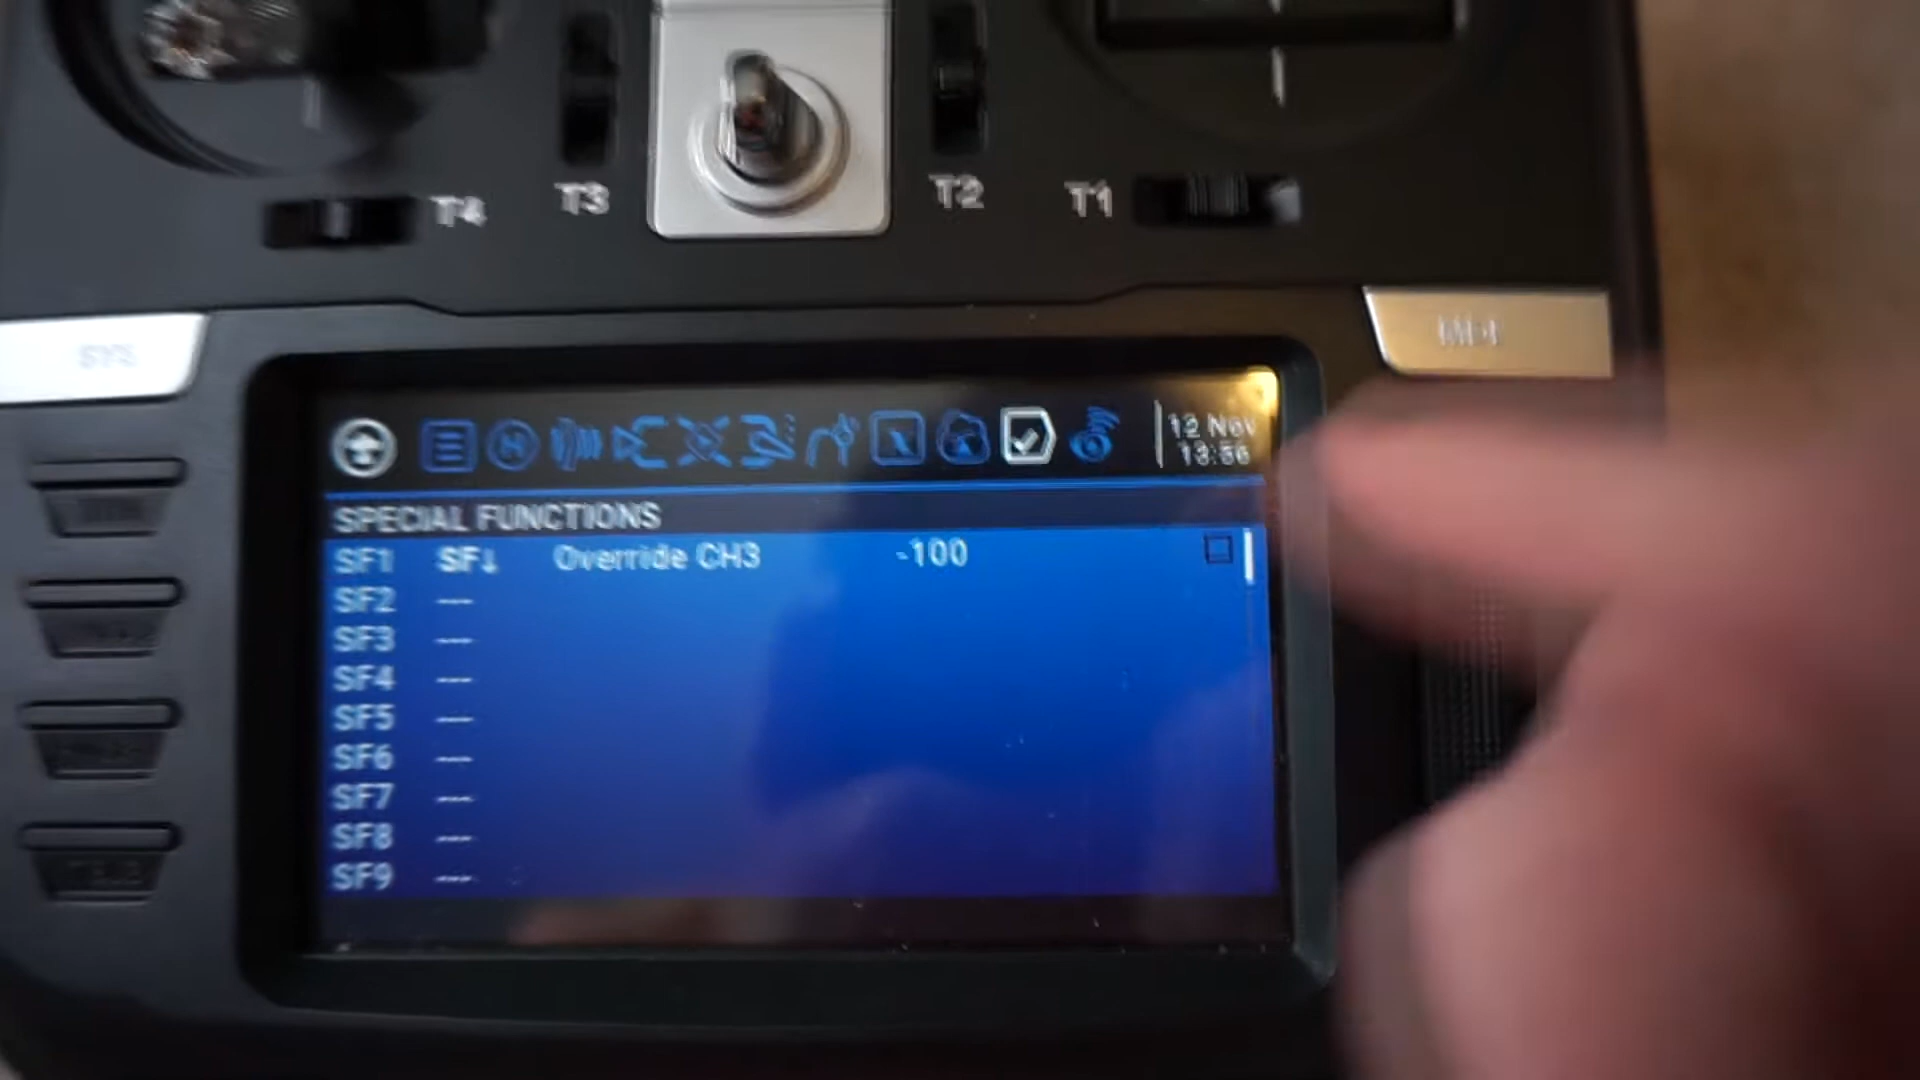 T4
T3
T2
T1
SYS
12 Nov
13:56
SPECIAL FUNCTIONS
SF1 SF↓ Override CH3 -100
SF2 ---
SF3 ---
SF4 ---
SF5 ---
SF6 ---
SF7 ---
SF8 ---
SF9 ---